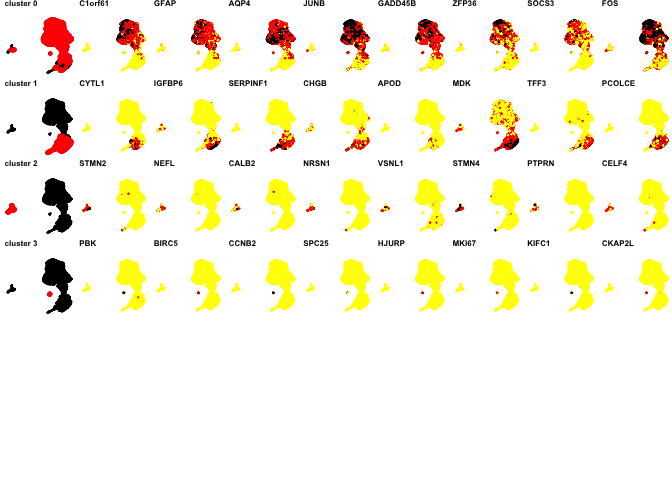 cluster 0 C1orf61 GFAP AQP4 JUNB GADD45B ZFP36 SOCS3 FOS
cluster 1 CYTL1 IGFBP6 SERPINF1 CHGB APOD MDK TFF3 PCOLCE
cluster 2 STMN2 NEFL CALB2 NRSN1 VSNL1 STMN4 PTPRN CELF4
cluster 3 PBK BIRC5 CCNB2 SPC25 HJURP MKI67 KIFC1 CKAP2L